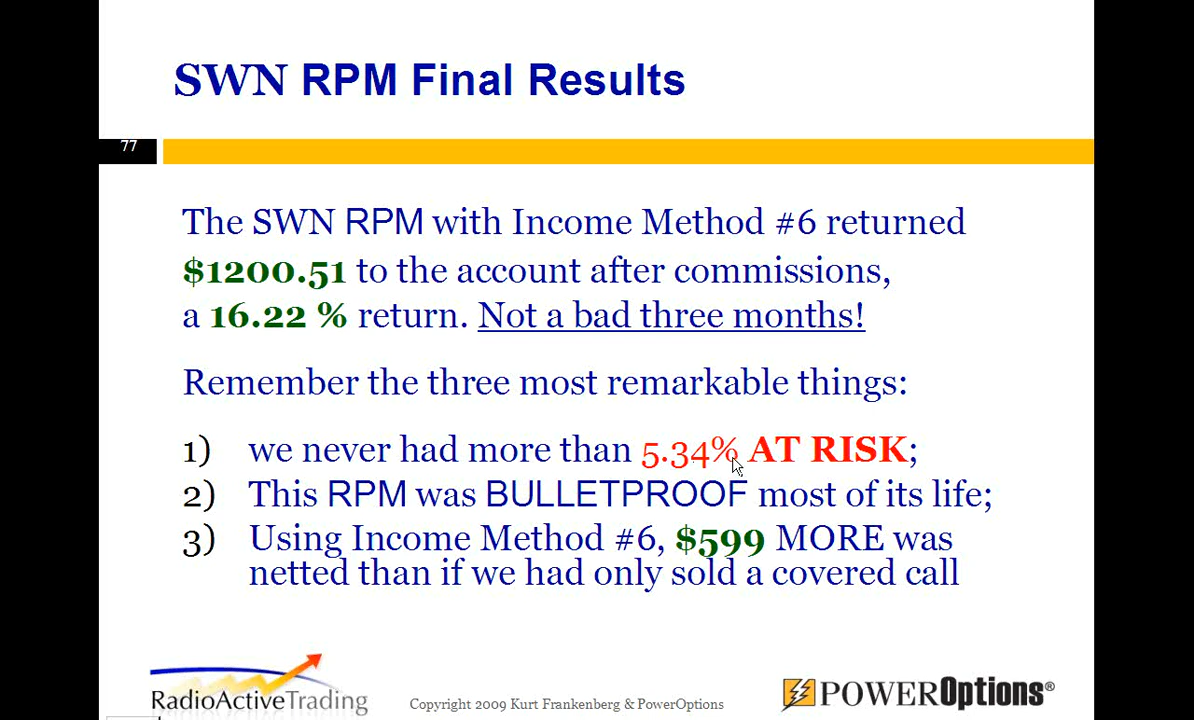 SWN RPM Final Results
77
The SWN RPM with Income Method #6 returned
$1200.51 to the account after commissions,
a 16.22 % return. Not a bad three months!
Remember the three most remarkable things:
1) we never had more than 5.34% AT RISK;
2) This RPM was BULLETPROOF most of its life;
3) Using Income Method #6, $599 MORE was
netted than if we had only sold a covered call
RadioActiveTrading
Copyright 2009 Kurt Frankenberg & PowerOptions
POWEROptions®